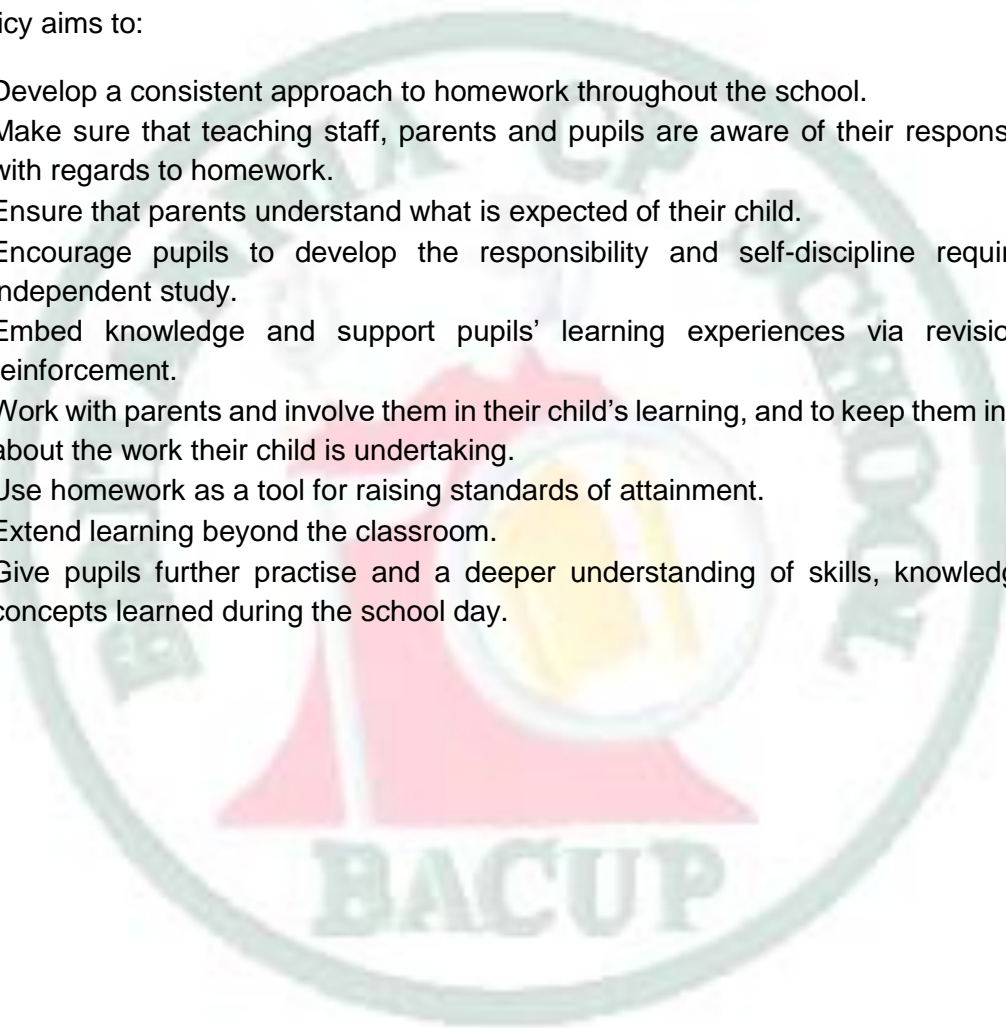 icy aims to:
Develop a consistent approach to homework throughout the school.
Make sure that teaching staff, parents and pupils are aware of their respons
with regards to homework.
Ensure that parents understand what is expected of their child.
Encourage pupils to develop the responsibility and self-discipline requir
independent study.
Embed knowledge and support pupils' learning experiences via revisio
reinforcement.
Work with parents and involve them in their child's learning, and to keep them in
about the work their child is undertaking.
Use homework as a tool for raising standards of attainment.
Extend learning beyond the classroom.
Give pupils further practise and a deeper understanding of skills, knowledg
concepts learned during the school day.
CP SCHOOL
BACUP